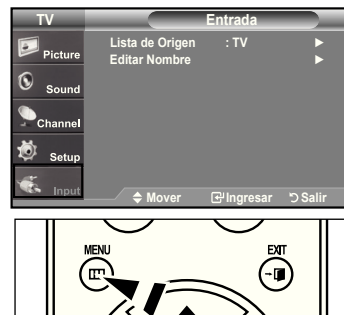 TV Entrada
Picture
Sound
Channel
Setup
Input
Lista de Origen : TV
Editar Nombre
Mover Ingresar Salir
MENU EXIT